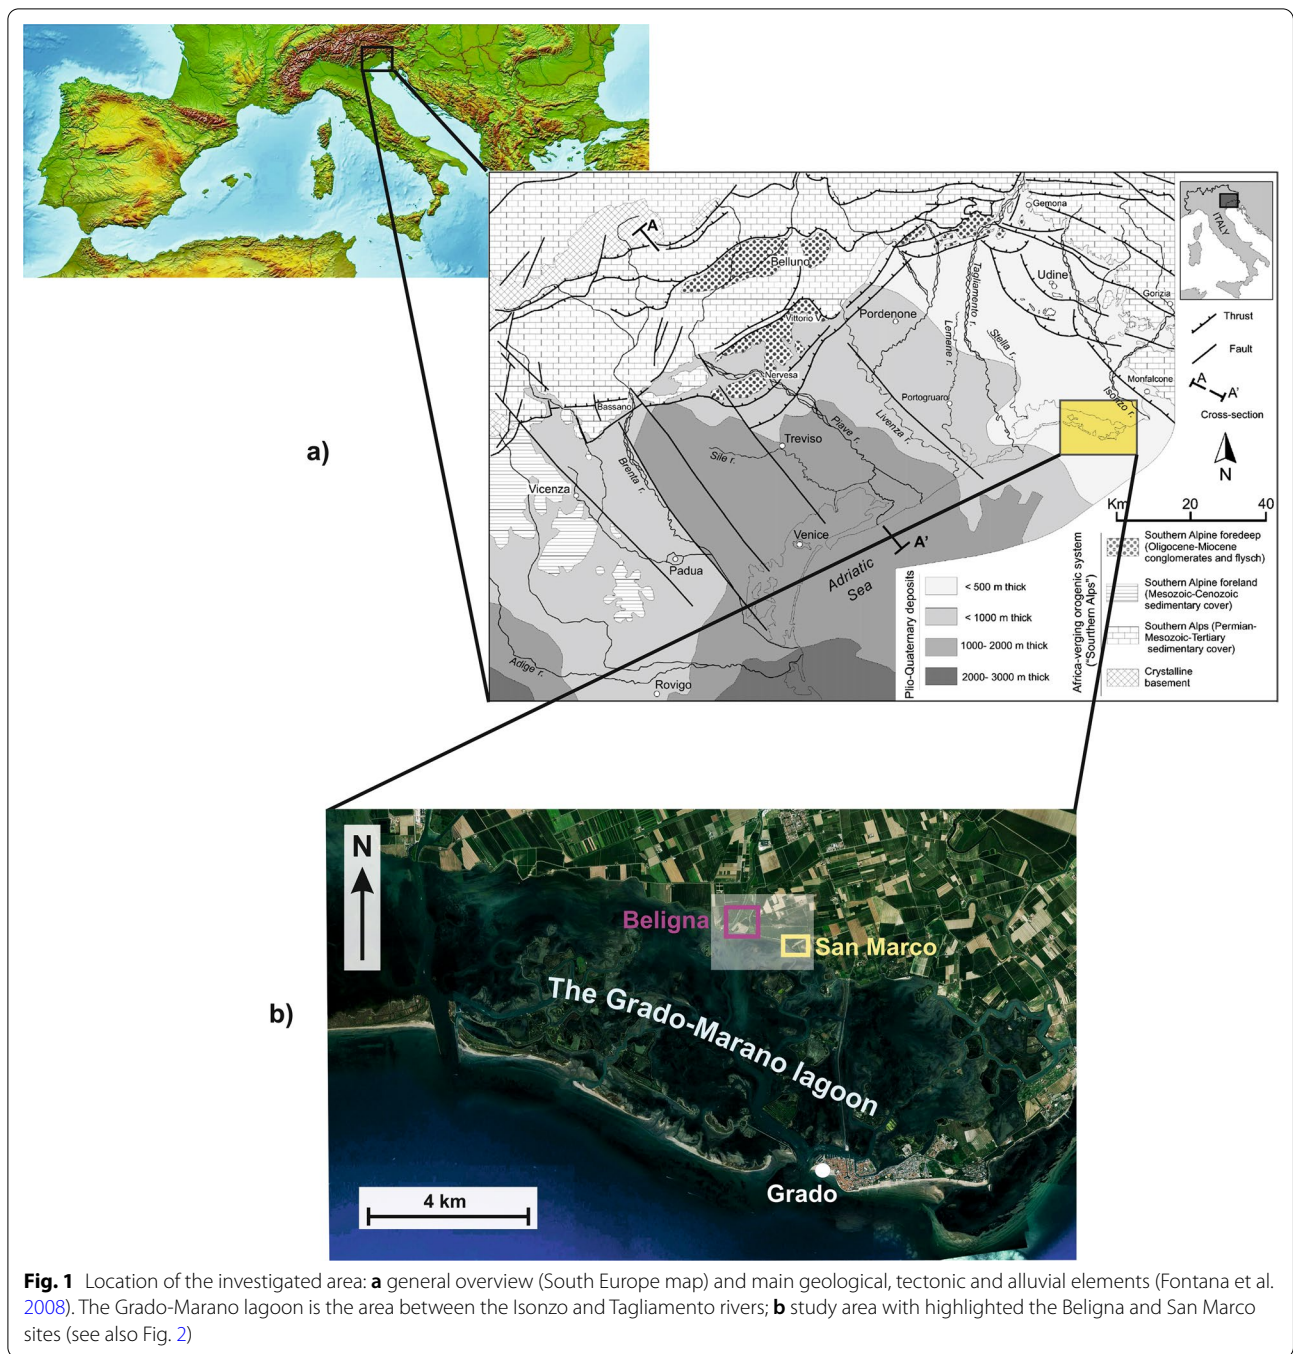 a)
A
Gemona
Belluno
Udine
Tagliamento r.
Gorizia
Vittorio V.
Pordenone
Lemene r.
Stella r.
Nervesa
Monfalcone
Isonzo r.
Bassano
Portogruaro
Livenza r.
Piave r.
Treviso
Sile r.
Brenta r.
Vicenza
Venice
A'
Padua
Adriatic
Sea
Adige r.
Rovigo
ITALY
Thrust
Fault
A
A'
Cross-section
N
Km
20
40
Plio-Quaternary deposits
< 500 m thick
< 1000 m thick
1000- 2000 m thick
2000- 3000 m thick
Africa-verging orogenic system
("Sourthern Alps")
Southern Alpine foredeep
(Oligocene-Miocene
conglomerates and flysch)
Southern Alpine foreland
(Mesozoic-Cenozoic
sedimentary cover)
Southern Alps (Permian-
Mesozoic-Tertiary
sedimentary cover)
Crystalline
basement
b)
N
Beligna
San Marco
The Grado-Marano lagoon
Grado
4 km
Fig. 1 Location of the investigated area: a general overview (South Europe map) and main geological, tectonic and alluvial elements (Fontana et al.
2008). The Grado-Marano lagoon is the area between the Isonzo and Tagliamento rivers; b study area with highlighted the Beligna and San Marco
sites (see also Fig. 2)